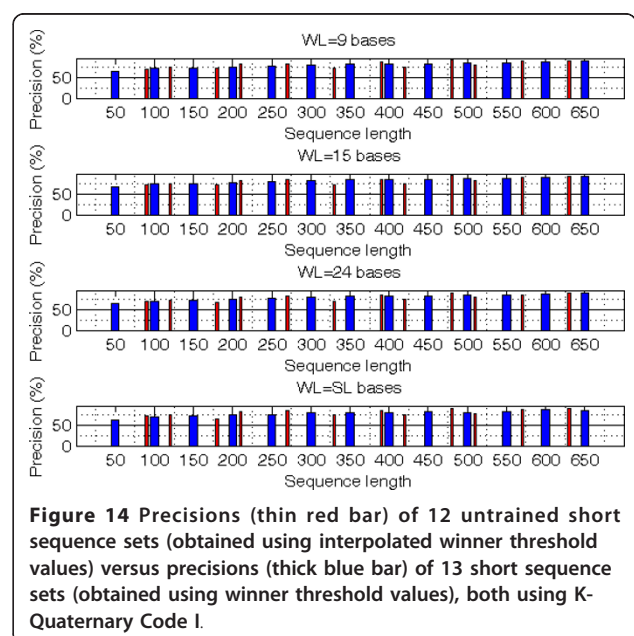 WL=9 bases
Precision (%)
50
0
50 100 150 200 250 300 350 400 450 500 550 600 650
Sequence length
WL=15 bases
Precision (%)
50
0
50 100 150 200 250 300 350 400 450 500 550 600 650
Sequence length
WL=24 bases
Precision (%)
50
0
50 100 150 200 250 300 350 400 450 500 550 600 650
Sequence length
WL=SL bases
Precision (%)
50
0
50 100 150 200 250 300 350 400 450 500 550 600 650
Sequence length
Figure 14 Precisions (thin red bar) of 12 untrained short
sequence sets (obtained using interpolated winner threshold
values) versus precisions (thick blue bar) of 13 short sequence
sets (obtained using winner threshold values), both using K-
Quaternary Code I.